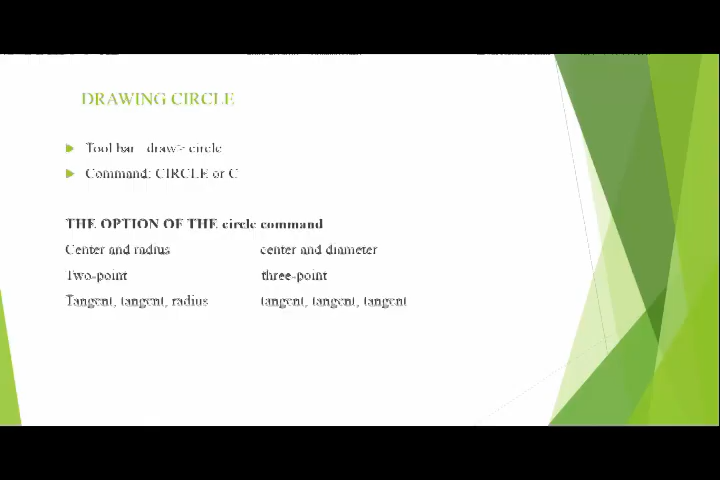 DRAWING CIRCLE
Tool bar draw> circle
Command: CIRCLE or C
THE OPTION OF THE circle command
Center and radius center and diameter
Two-point three-point
Tangent, tangent, radius tangent, tangent, tangent